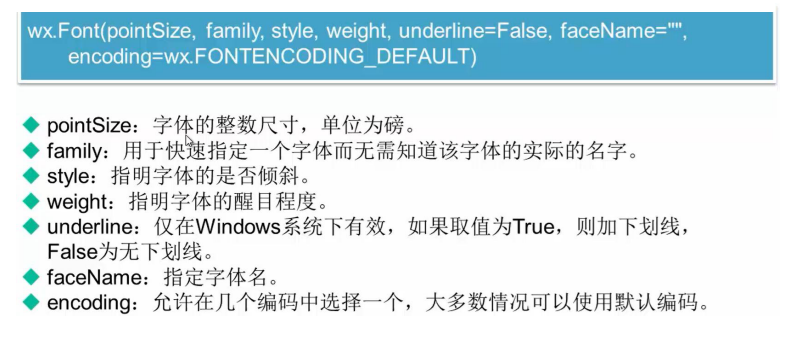 wx.Font(pointSize, family, style, weight, underline=False, faceName="",
encoding=wx.FONTENCODING_DEFAULT)
◆ pointSize：字体的整数尺寸，单位为磅。
◆ family：用于快速指定一个字体而无需知道该字体的实际的名字。
◆ style：指明字体的是否倾斜。
◆ weight：指明字体的醒目程度。
◆ underline：仅在Windows系统下有效，如果取值为True，则加下划线，
False为无下划线。
◆ faceName：指定字体名。
◆ encoding：允许在几个编码中选择一个，大多数情况可以使用默认编码。